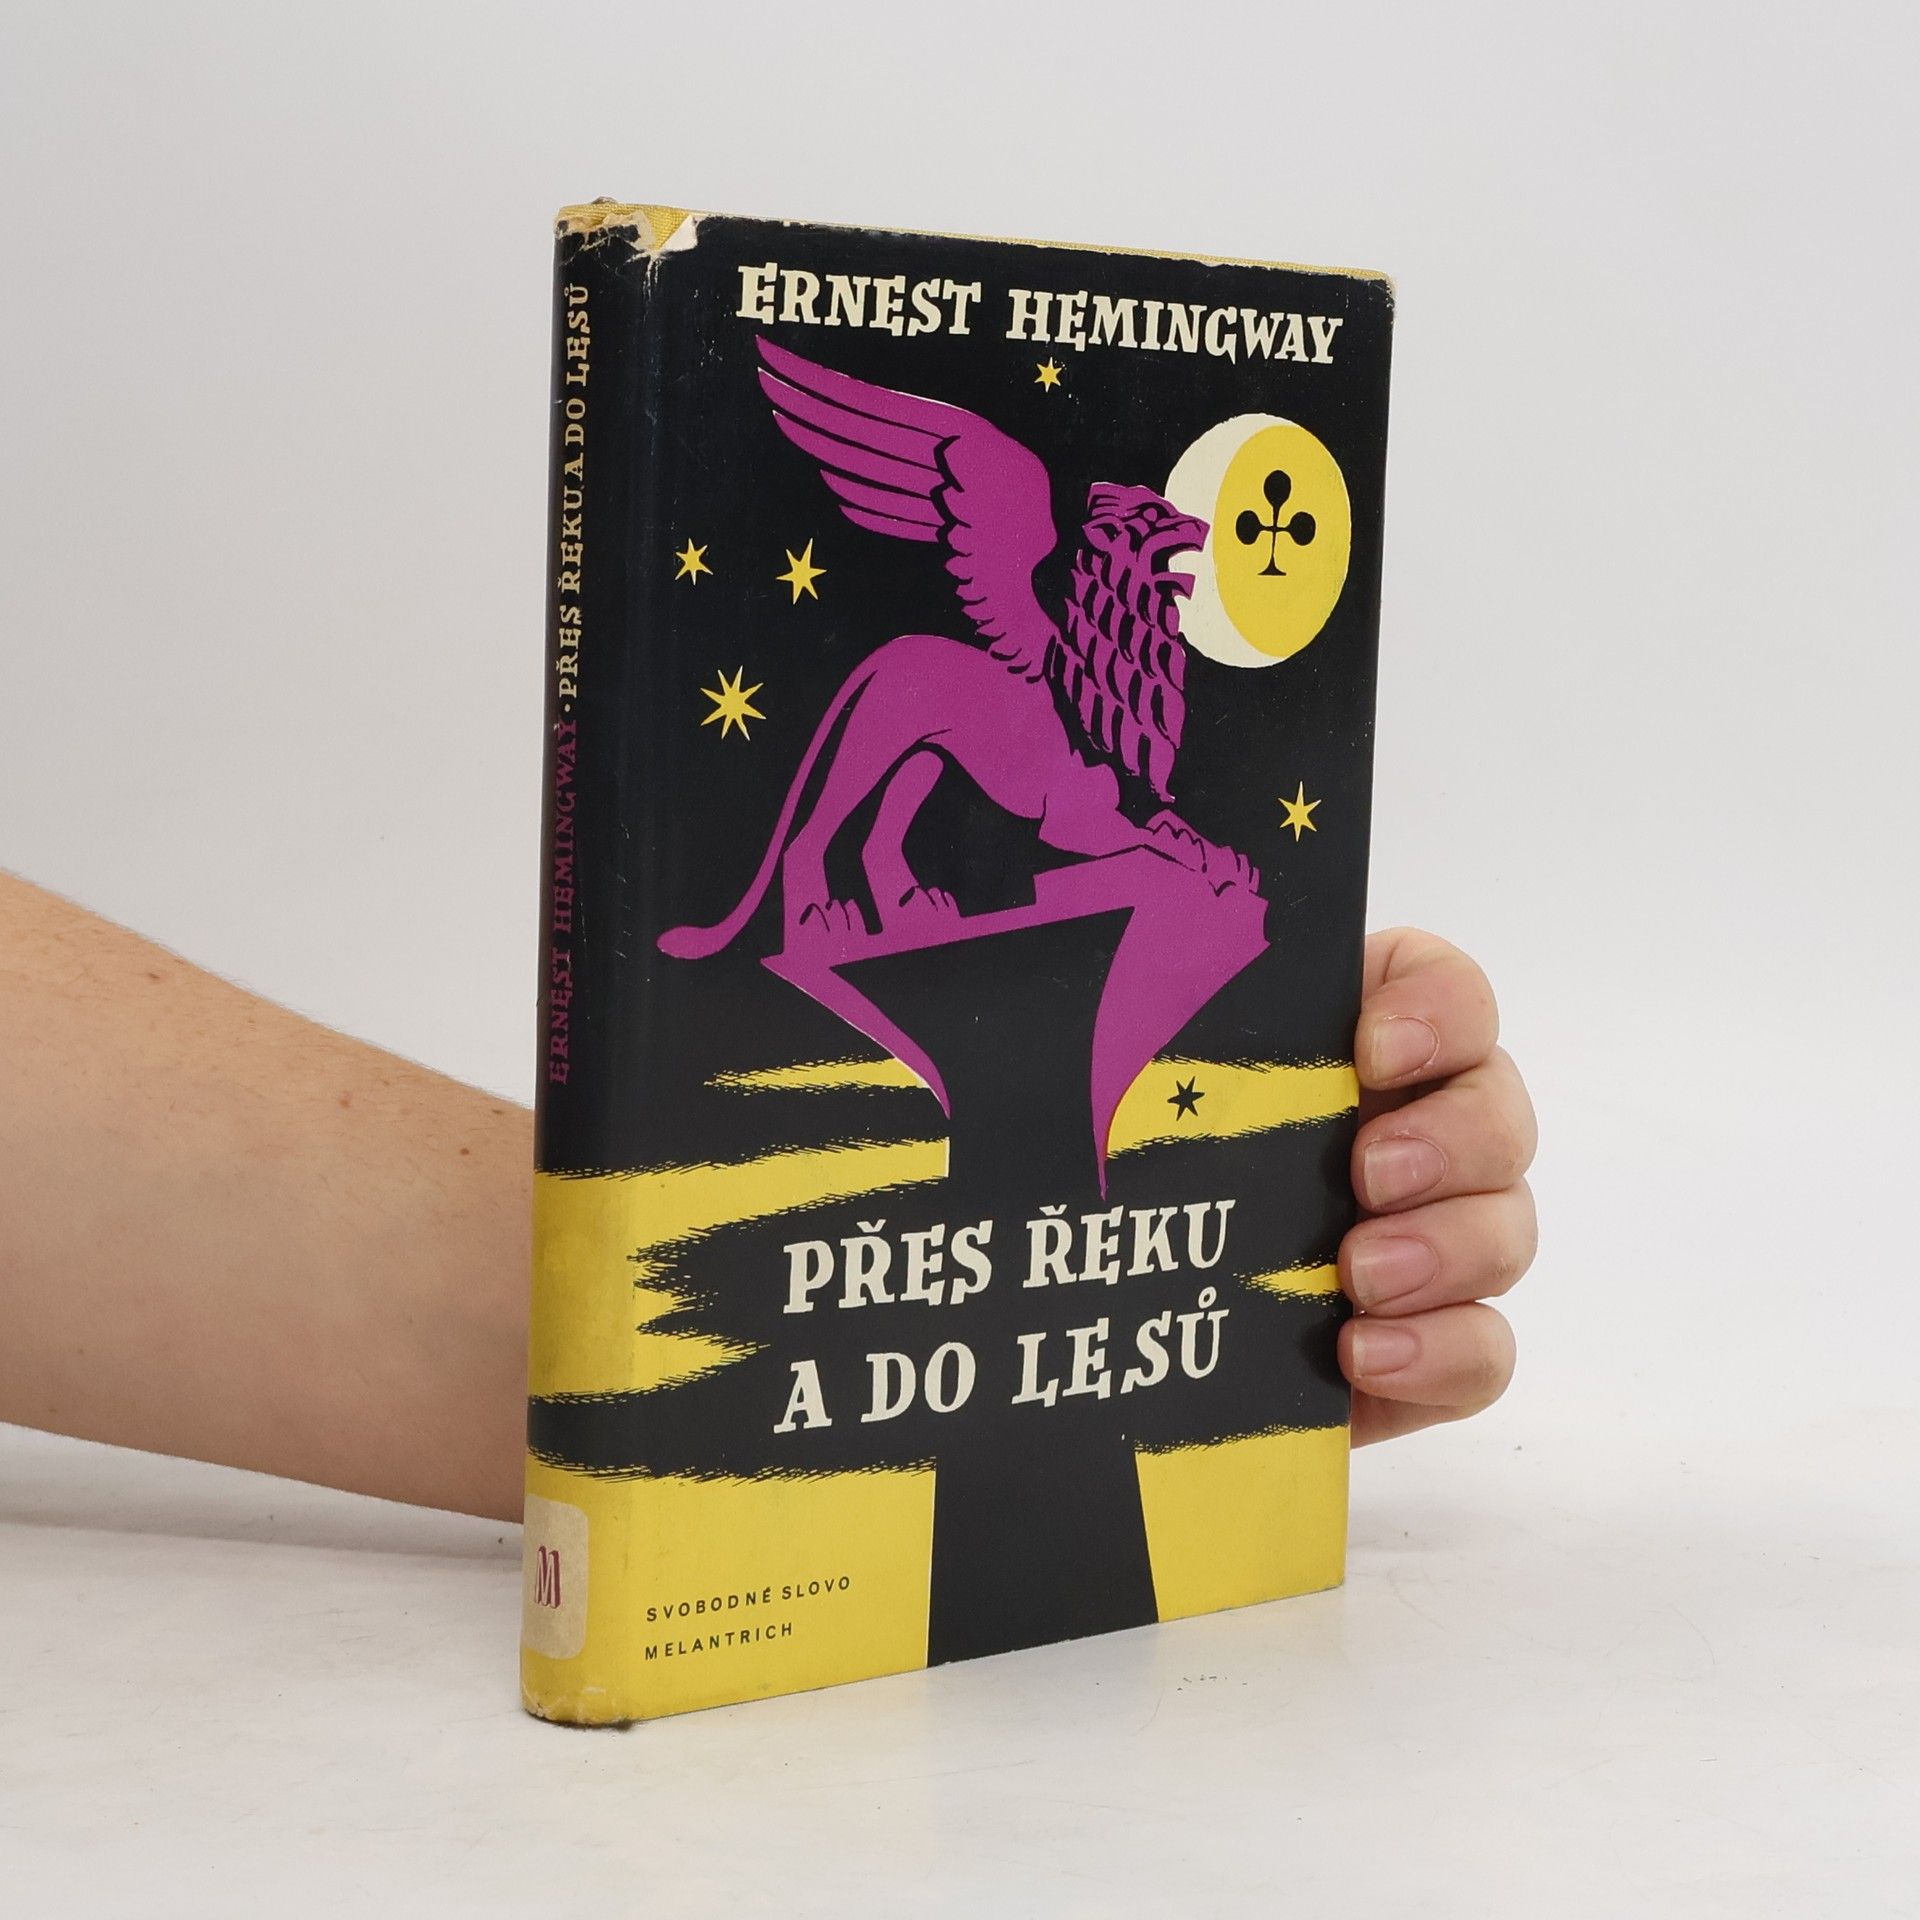 ERNEST HEMINGWAY
PŘES ŘEKU
A DO LESŮ
SVOBODNÉ SLOVO
MELANTRICH
ERNEST HEMINGWAY · PŘES ŘEKU A DO LESŮ
M